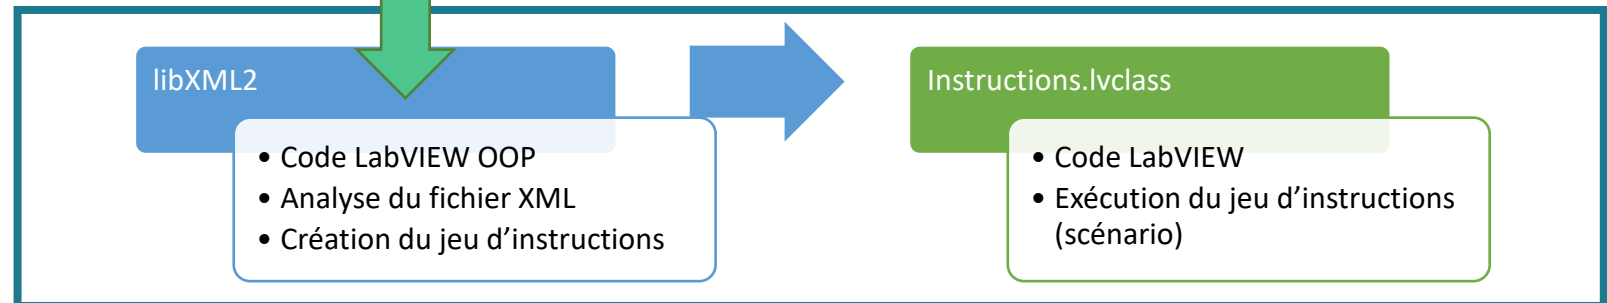 libXML2
• Code LabVIEW OOP
• Analyse du fichier XML
• Création du jeu d’instructions
Instructions.lvclass
• Code LabVIEW
• Exécution du jeu d’instructions
(scénario)